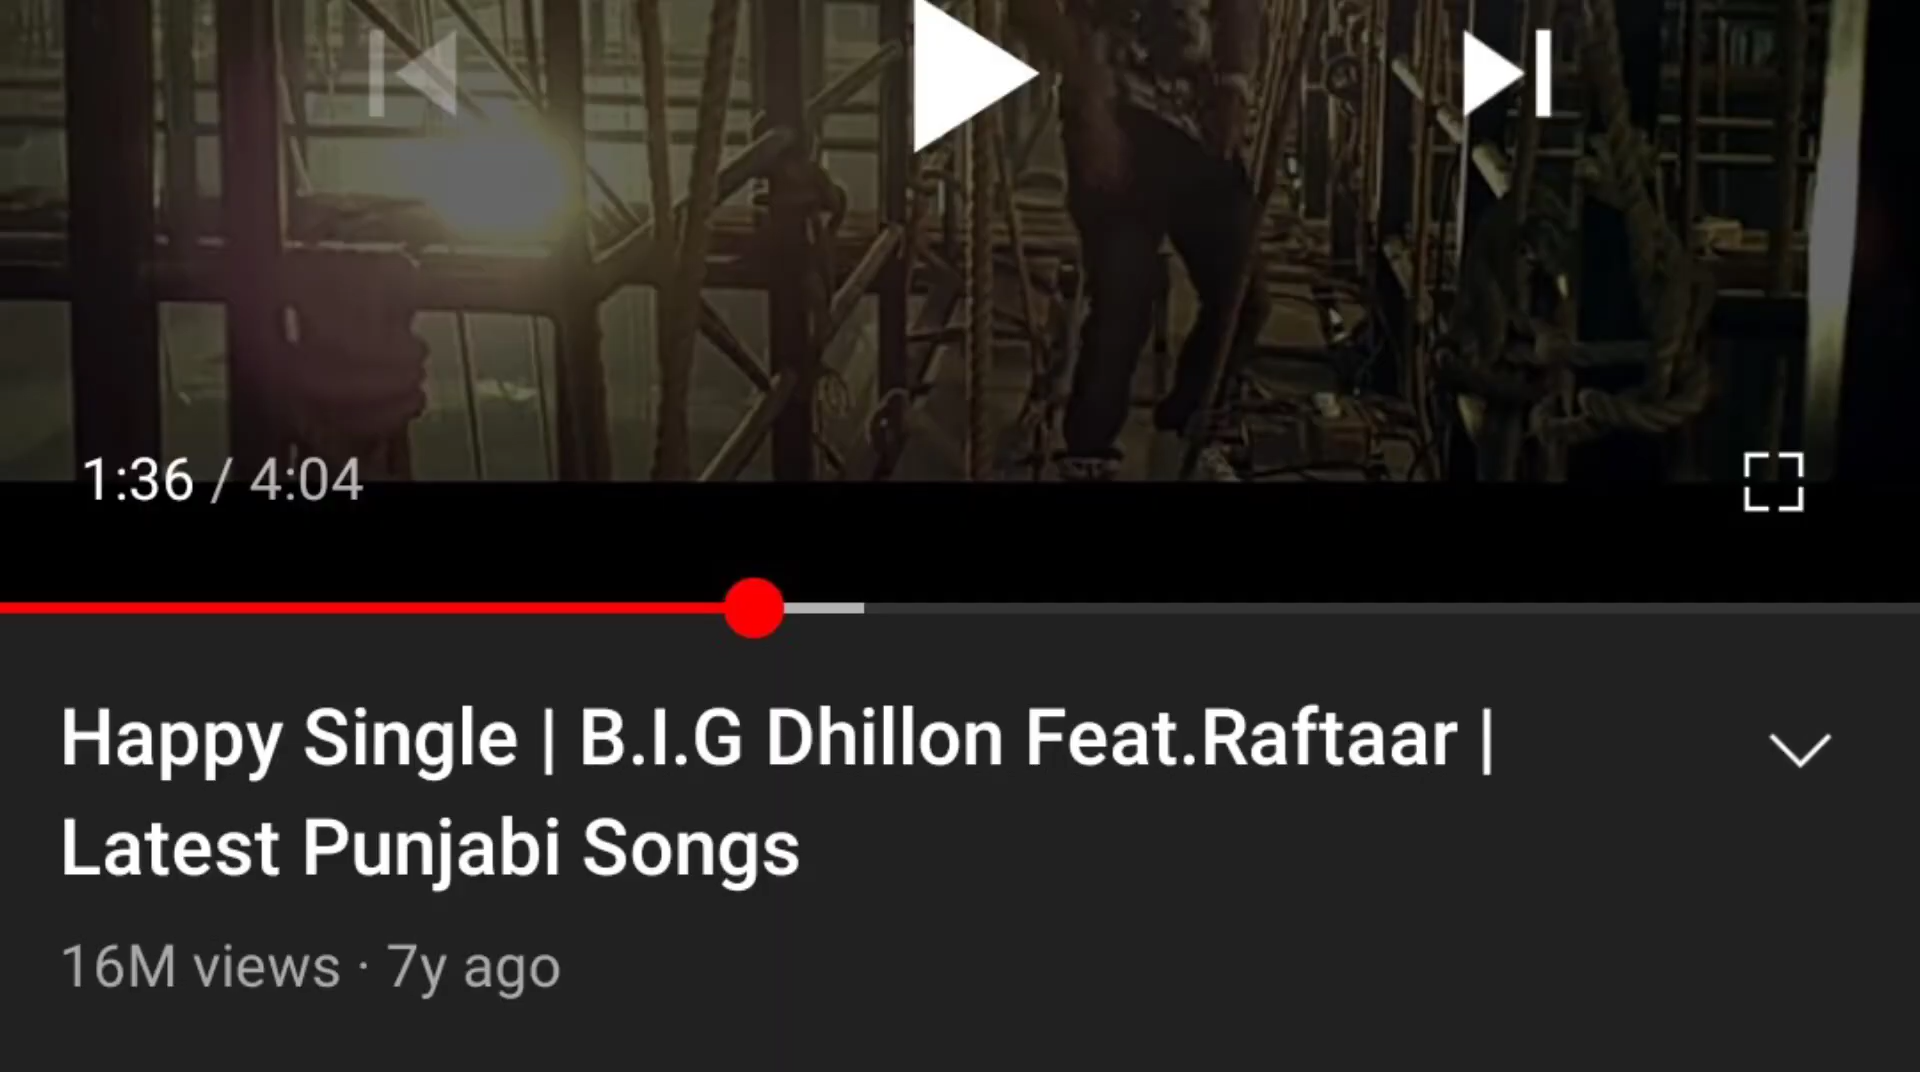 1:36 / 4:04
Happy Single | B.I.G Dhillon Feat.Raftaar |
Latest Punjabi Songs
16M views · 7y ago